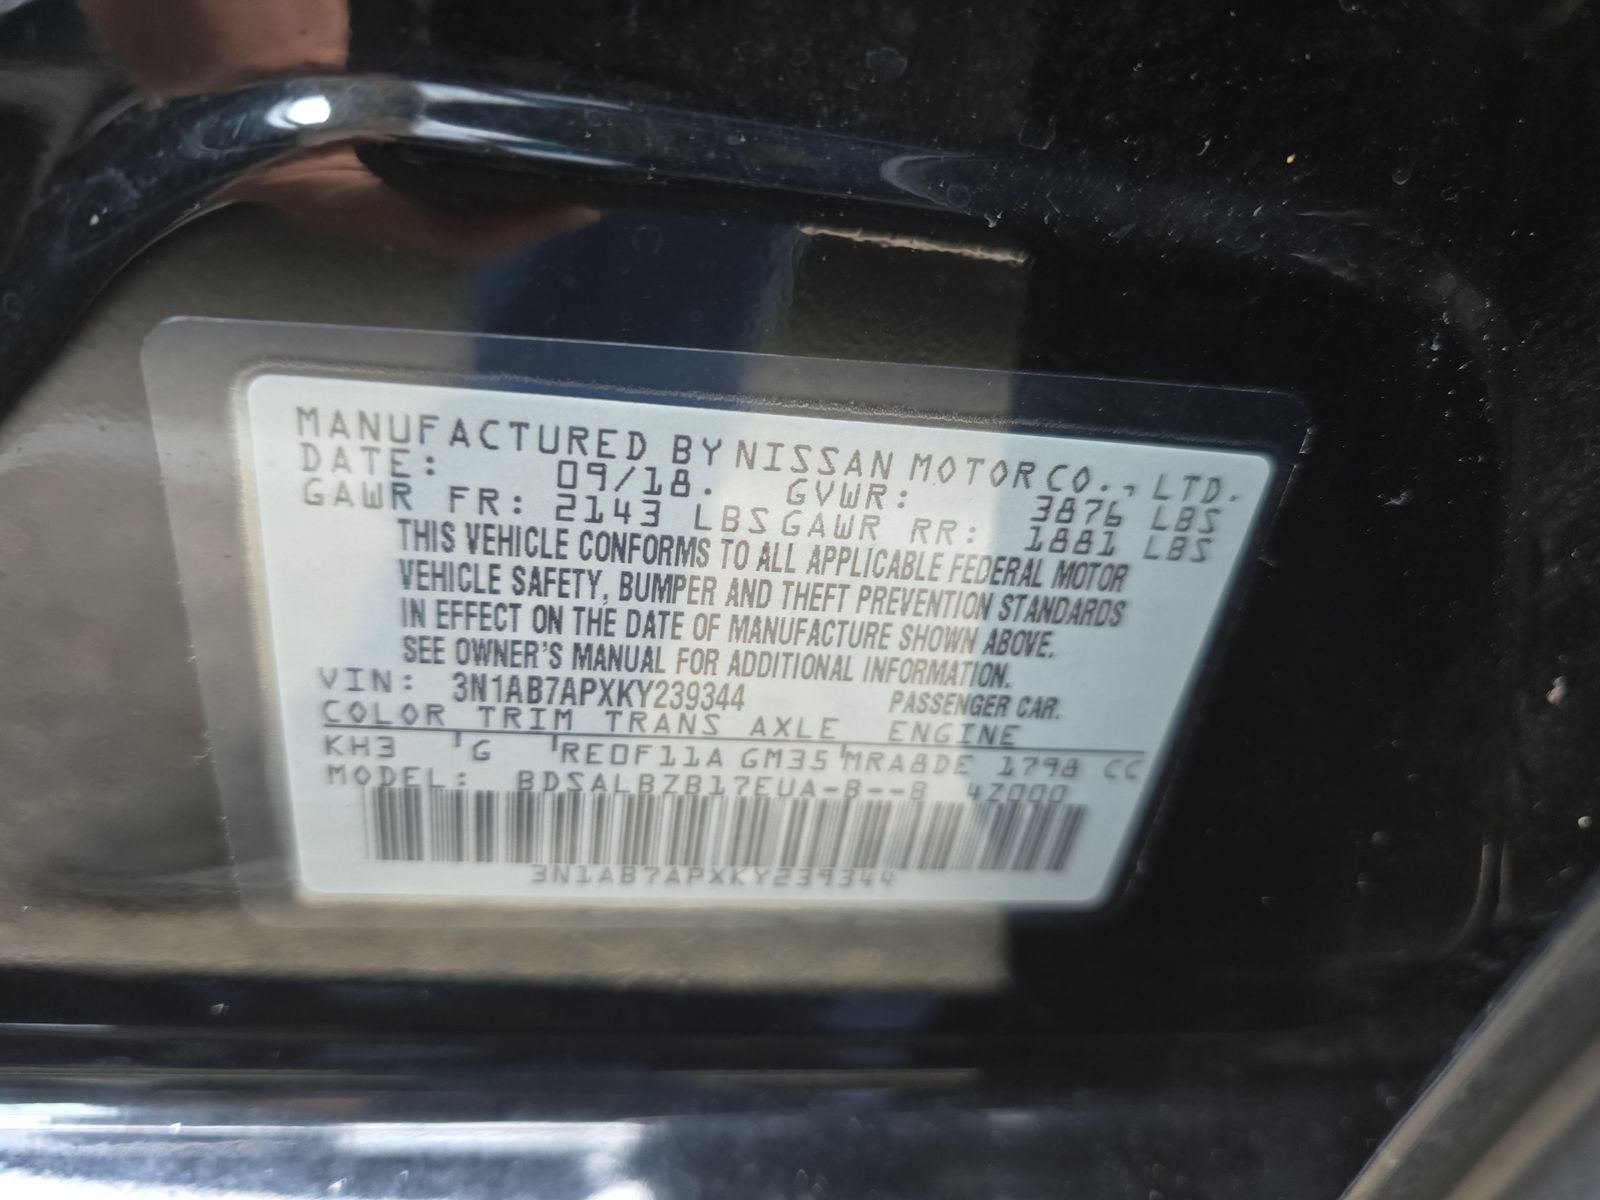 MANUFACTURED BY NISSAN MOTOR CO., LTD.
DATE: 09/18. GVWR: 3876 LBS
GAWR FR: 2143 LBS GAWR RR: 1881 LBS
THIS VEHICLE CONFORMS TO ALL APPLICABLE FEDERAL MOTOR
VEHICLE SAFETY, BUMPER AND THEFT PREVENTION STANDARDS
IN EFFECT ON THE DATE OF MANUFACTURE SHOWN ABOVE.
SEE OWNER'S MANUAL FOR ADDITIONAL INFORMATION.
VIN: 3N1AB7APXKY239344 PASSENGER CAR.
COLOR TRIM TRANS AXLE ENGINE
KH3 'G 'RE0F11A GM35 'MRA8DE 1798 CC
MODEL: BDSALBZB17EUA-B--B 4Z000
3N1AB7APXKY239344